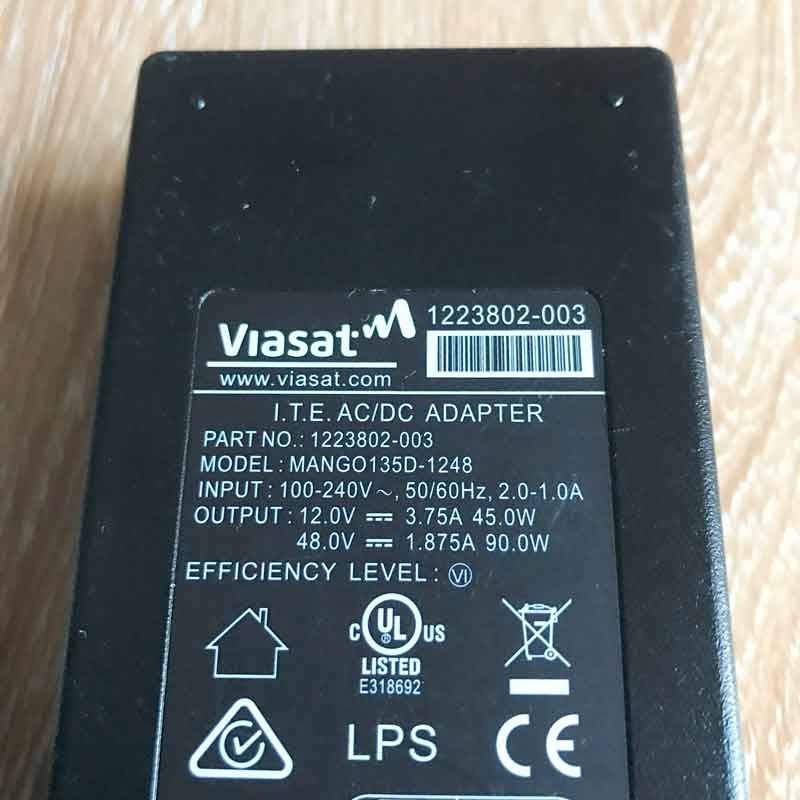 Viasat
1223802-003
www.viasat.com
I.T.E. AC/DC ADAPTER
PART NO.: 1223802-003
MODEL: MANGO135D-1248
INPUT: 100-240V~, 50/60Hz, 2.0-1.0A
OUTPUT: 12.0V ⎓ 3.75A 45.0W
48.0V ⎓ 1.875A 90.0W
EFFICIENCY LEVEL: VI
C UL® US
LISTED
E318692
LPS
CE